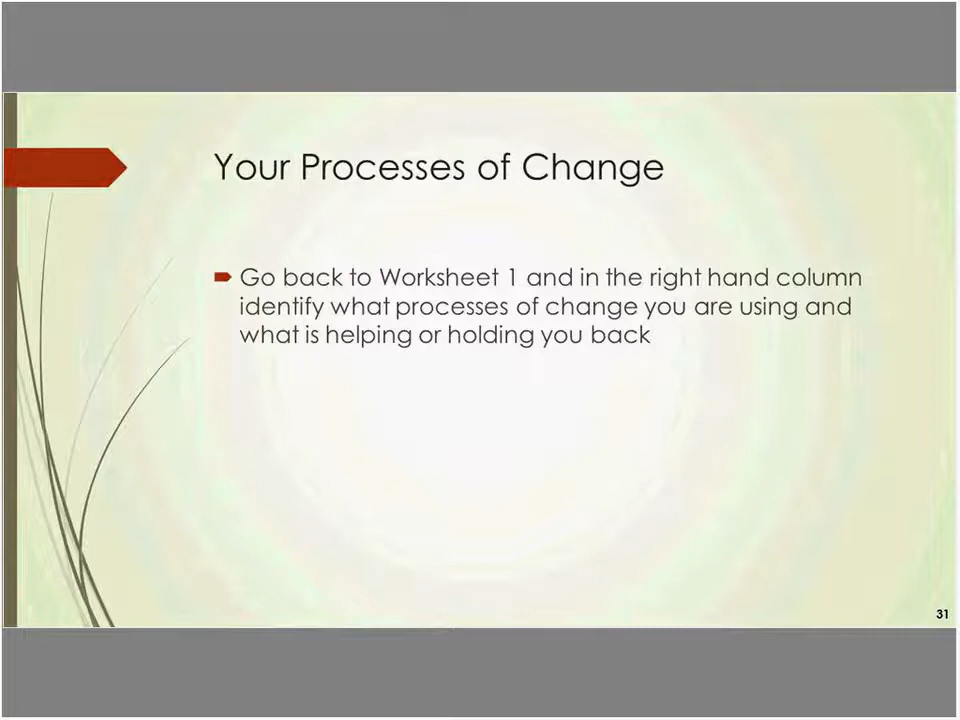 Your Processes of Change
Go back to Worksheet 1 and in the right hand column
identify what processes of change you are using and
what is helping or holding you back
31